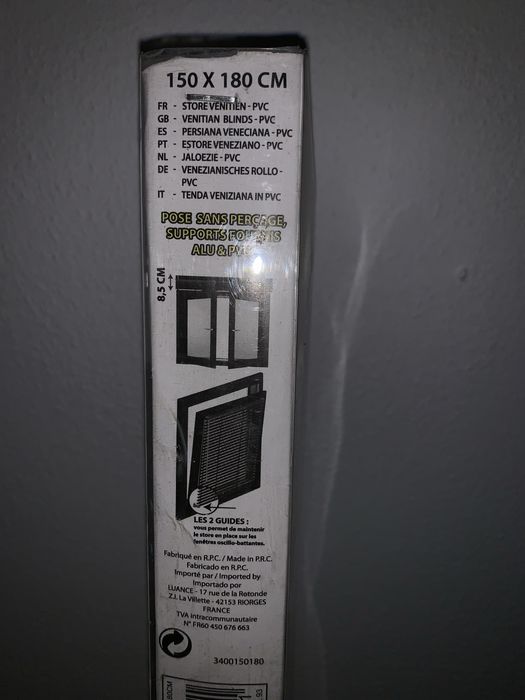 150 X 180 CM
FR - STORE VENITIEN - PVC
GB - VENITIAN BLINDS - PVC
ES - PERSIANA VENECIANA - PVC
PT - ESTORE VENEZIANO - PVC
NL - JALOEZIE - PVC
DE - VENEZIANISCHES ROLLO -
PVC
IT - TENDA VENIZIANA IN PVC
POSE SANS PERÇAGE,
SUPPORTS FOURNIS
ALU & PVC
8,5 CM
LES 2 GUIDES :
vous permet de maintenir
le store en place sur les
fenêtres oscillo-battantes.
Fabriqué en R.P.C. / Made in P.R.C.
Fabricado en R.P.C.
Importé par / Imported by
Importado por
LUANCE - 17 rue de la Rotonde
Z.I. La Villette - 42153 RIORGES
FRANCE
TVA intracommunautaire
N° FR60 450 676 663
3400150180
80CM
93